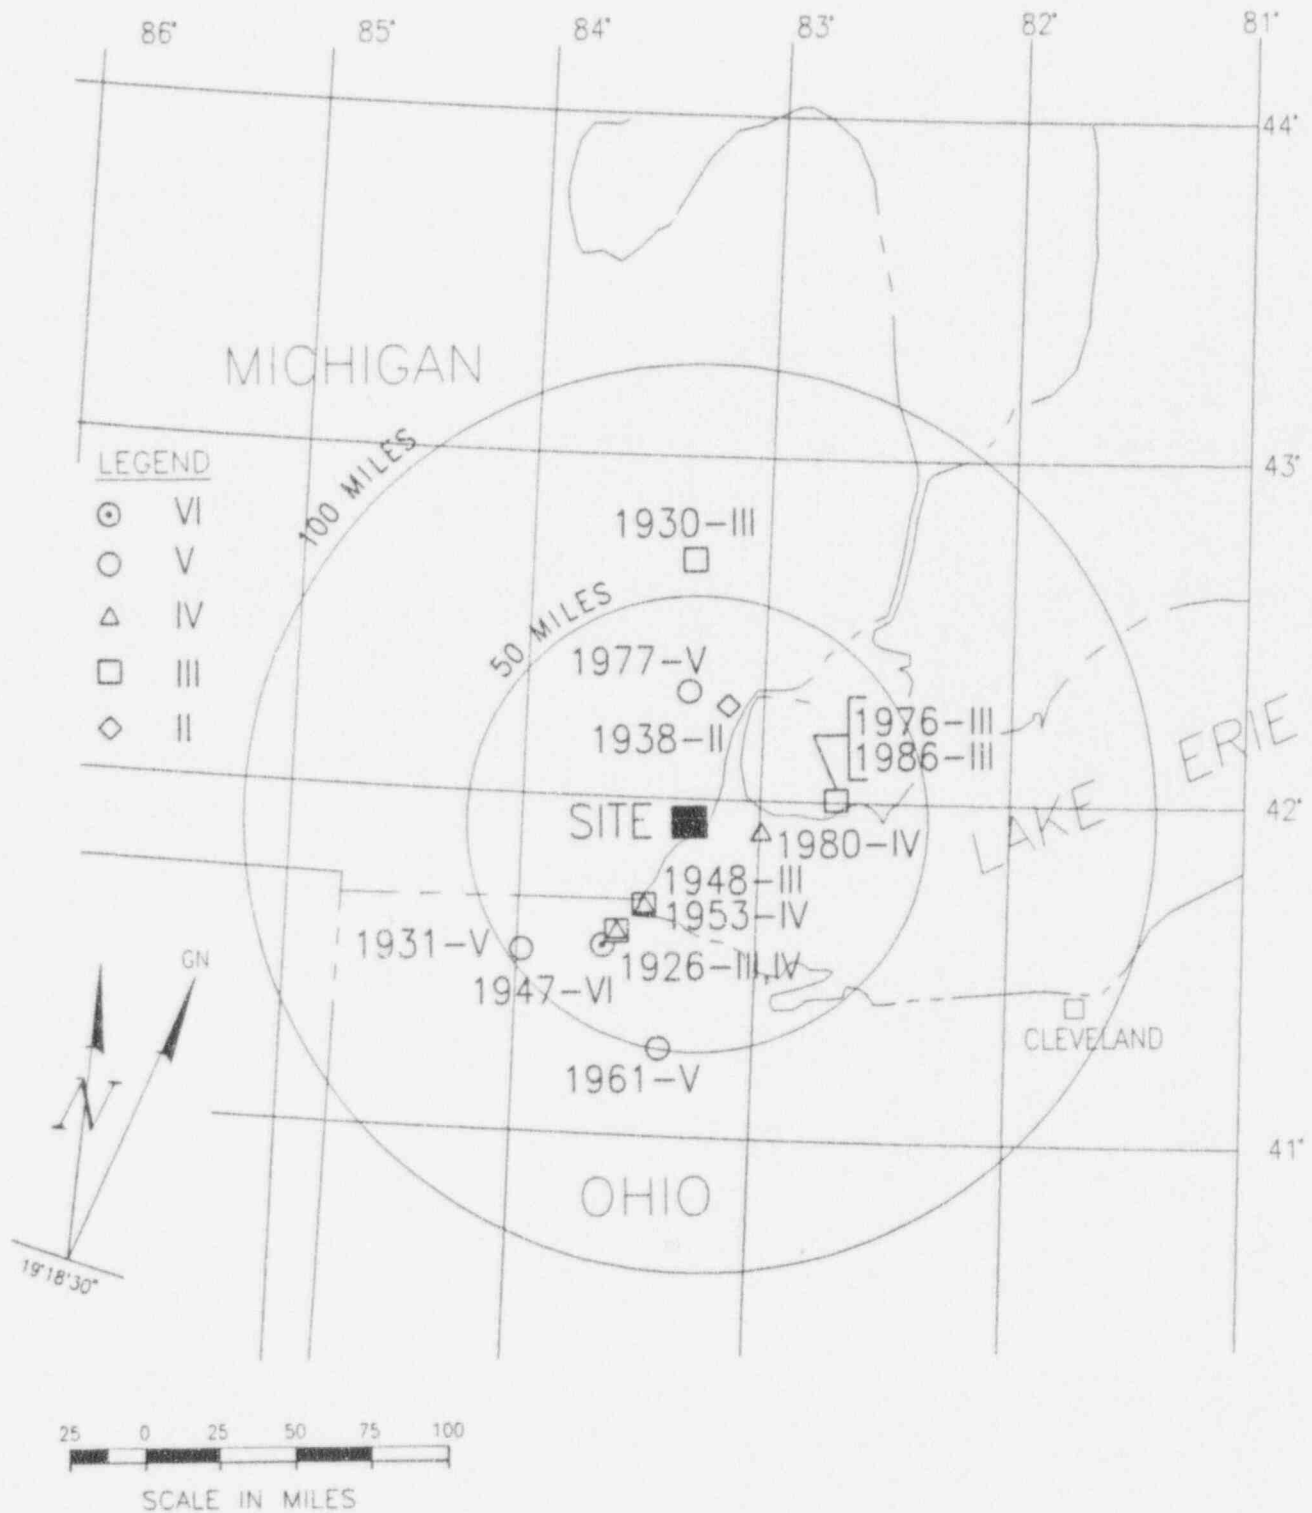 86° 85° 84° 83° 82° 81°
44°
MICHIGAN
43°
LEGEND
100 MILES
VI
1930-III
V
50 MILES
IV
1977-V
III
1976-III
1938-II
II
1986-III
ERIE
SITE
42°
LAKE
1980-IV
1948-III
1953-IV
1931-V
GN
1926-III,IV
1947-VI
CLEVELAND
1961-V
N
41°
OHIO
19°18'30"
25 0 25 50 75 100
SCALE IN MILES